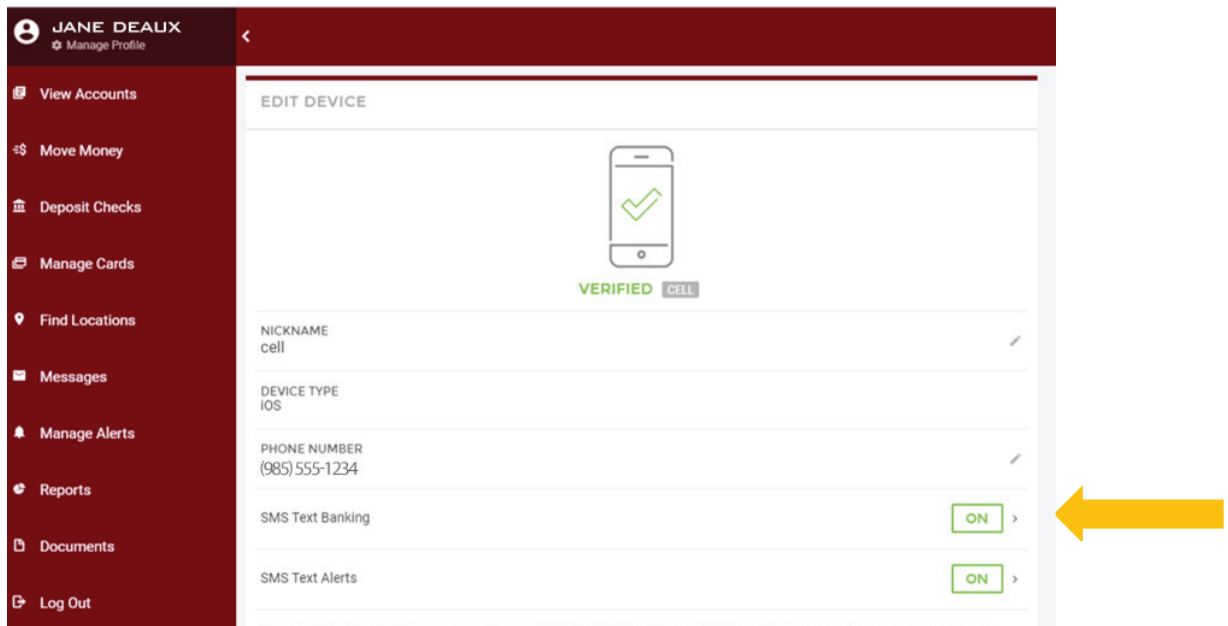 JANE DEAUX
Manage Profile
View Accounts
Move Money
Deposit Checks
Manage Cards
Find Locations
Messages
Manage Alerts
Reports
Documents
Log Out
EDIT DEVICE
VERIFIED CELL
NICKNAME
cell
DEVICE TYPE
iOS
PHONE NUMBER
(985) 555-1234
SMS Text Banking ON
SMS Text Alerts ON